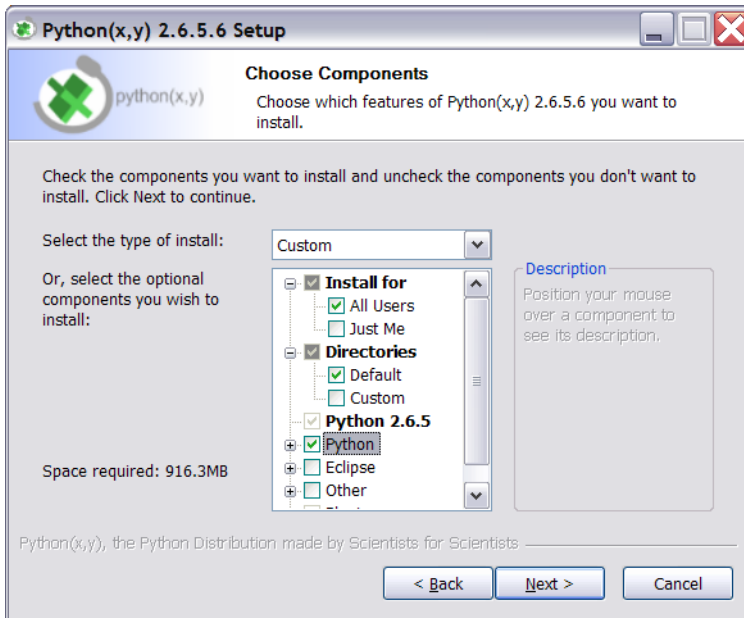 Python(x,y) 2.6.5.6 Setup
python(x,y)
Choose Components
Choose which features of Python(x,y) 2.6.5.6 you want to
install.
Check the components you want to install and uncheck the components you don't want to
install. Click Next to continue.
Select the type of install:
Custom
Or, select the optional
components you wish to
install:
Install for
All Users
Just Me
Directories
Default
Custom
Python 2.6.5
Python
Eclipse
Other
Description
Position your mouse
over a component to
see its description.
Space required: 916.3MB
Python(x,y), the Python Distribution made by Scientists for Scientists
< Back
Next >
Cancel